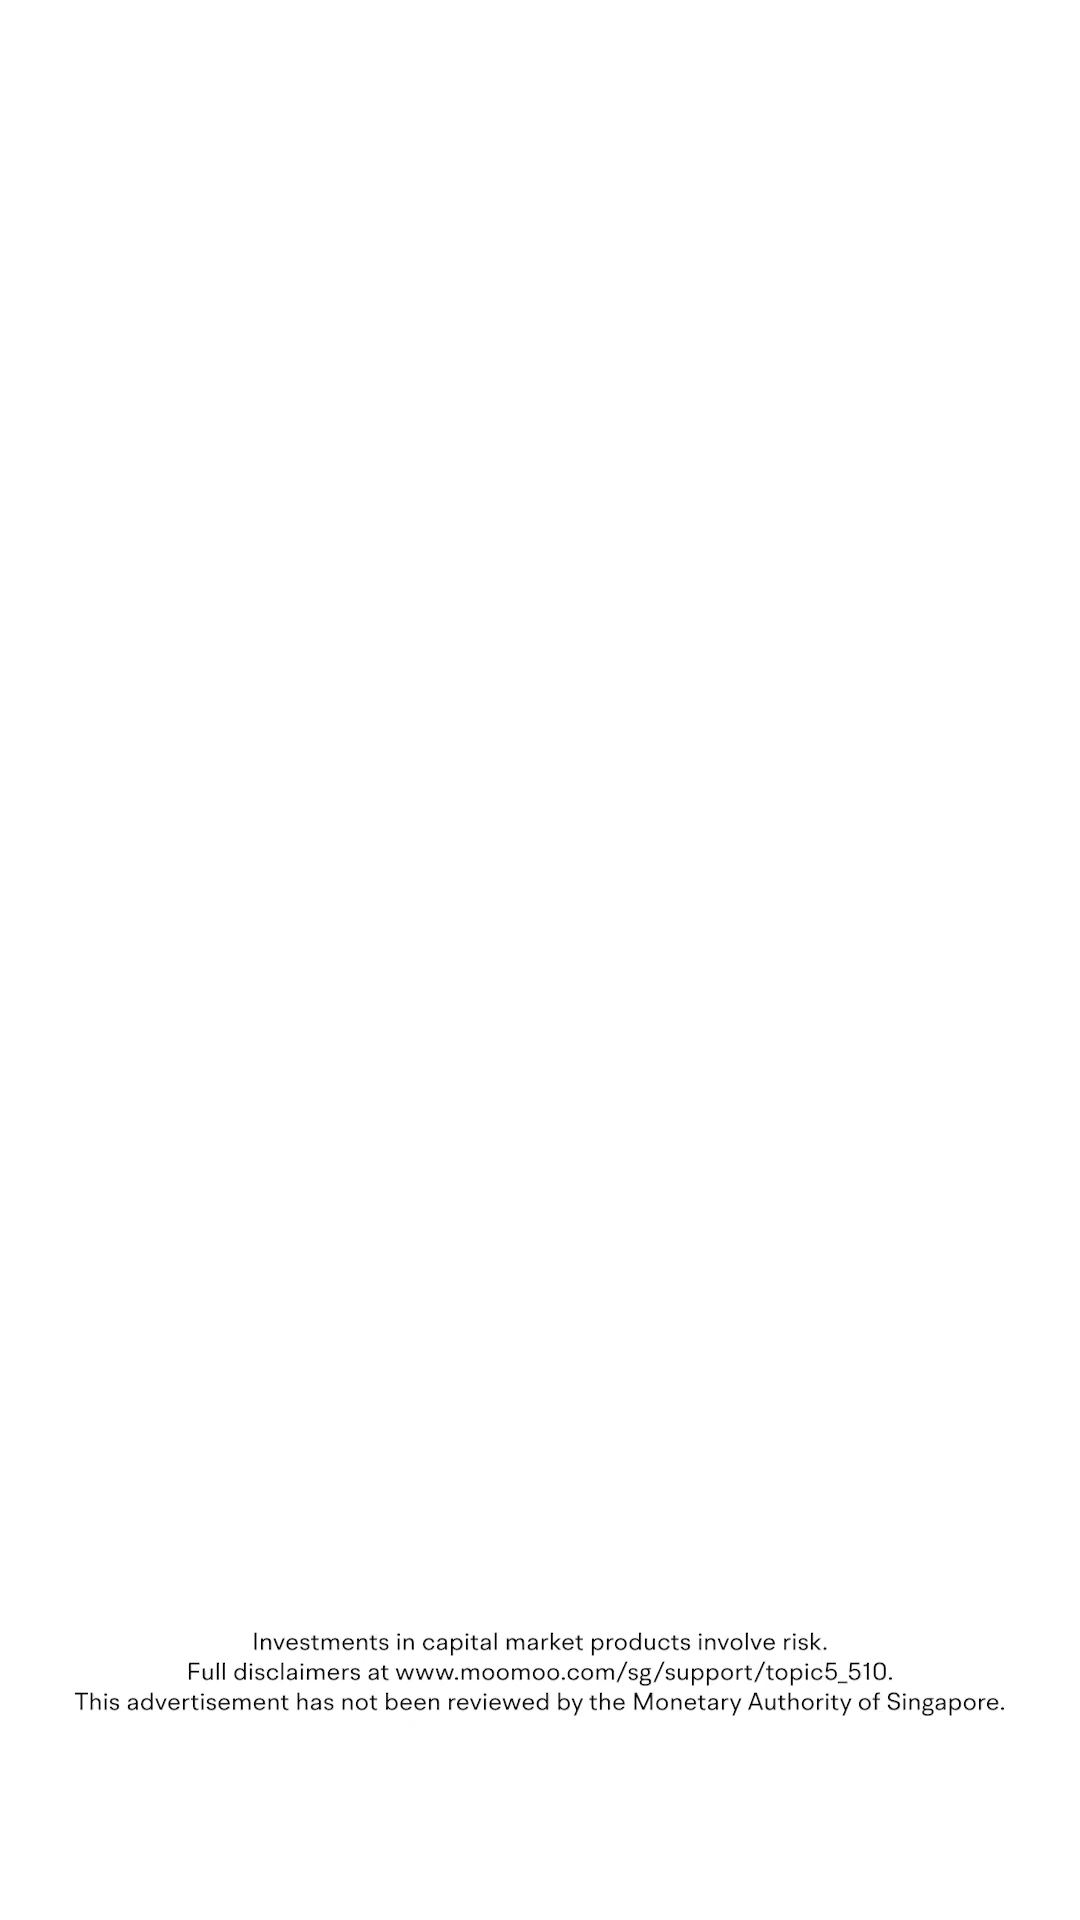 Investments in capital market products involve risk.
Full disclaimers at www.moomoo.com/sg/support/topic5_510.
This advertisement has not been reviewed by the Monetary Authority of Singapore.